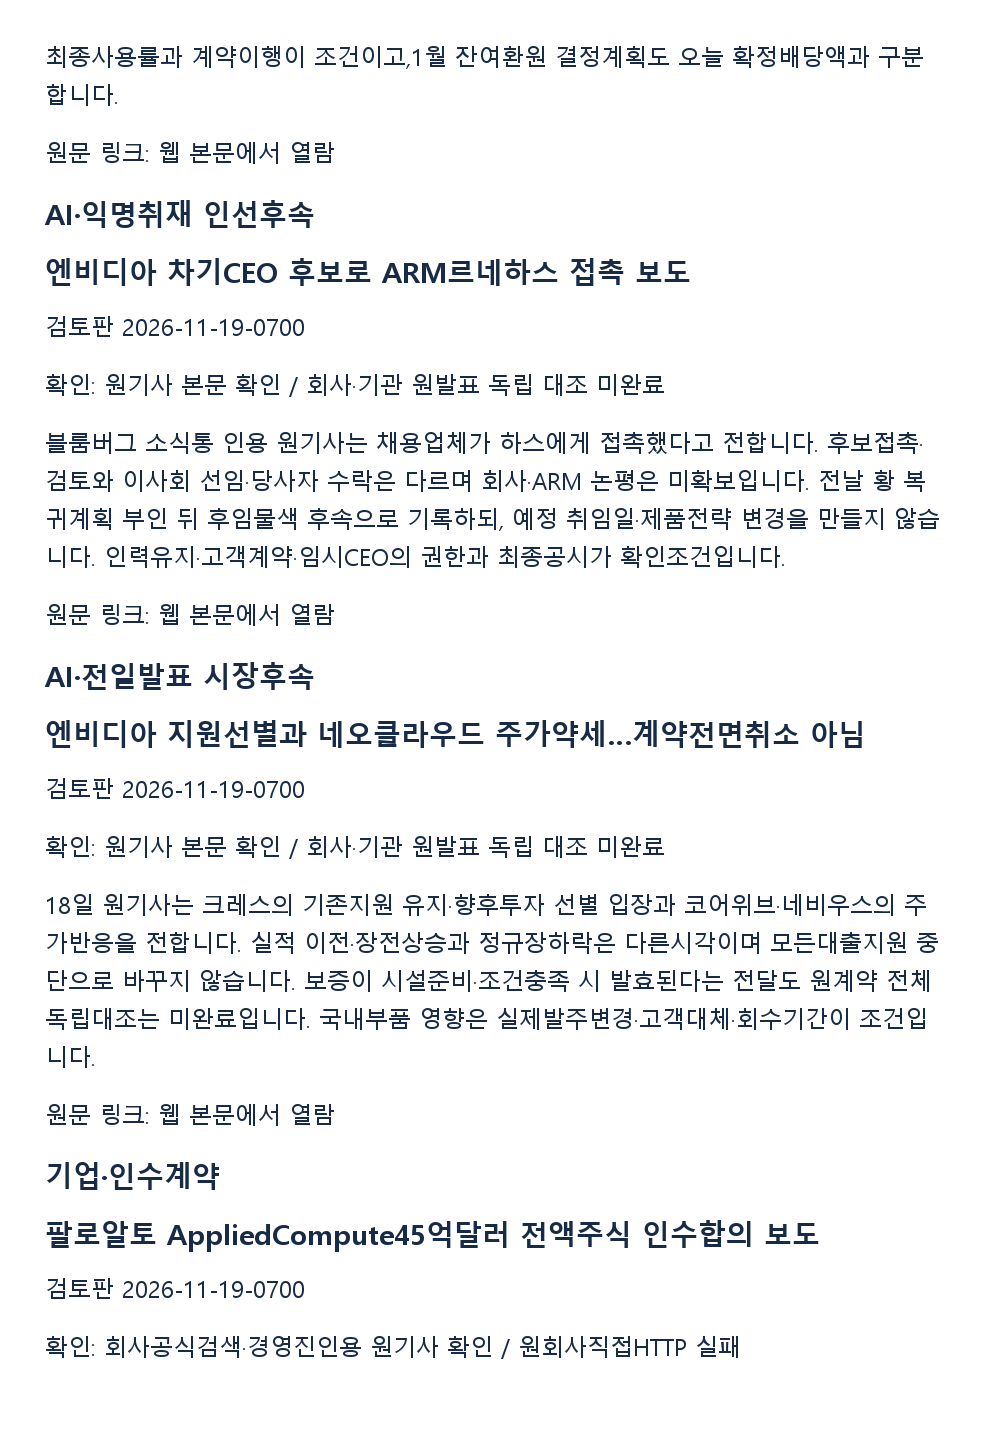 최종사용률과 계약이행이 조건이고,1월 잔여환원 결정계획도 오늘 확정배당액과 구분
합니다.
원문 링크: 웹 본문에서 열람
AI·익명취재 인선후속
엔비디아 차기CEO 후보로 ARM르네하스 접촉 보도
검토판 2026-11-19-0700
확인: 원기사 본문 확인 / 회사·기관 원발표 독립 대조 미완료
블룸버그 소식통 인용 원기사는 채용업체가 하스에게 접촉했다고 전합니다. 후보접촉·
검토와 이사회 선임·당사자 수락은 다르며 회사·ARM 논평은 미확보입니다. 전날 황 복
귀계획 부인 뒤 후임물색 후속으로 기록하되, 예정 취임일·제품전략 변경을 만들지 않습
니다. 인력유지·고객계약·임시CEO의 권한과 최종공시가 확인조건입니다.
원문 링크: 웹 본문에서 열람
AI·전일발표 시장후속
엔비디아 지원선별과 네오클라우드 주가약세...계약전면취소 아님
검토판 2026-11-19-0700
확인: 원기사 본문 확인 / 회사·기관 원발표 독립 대조 미완료
18일 원기사는 크레스의 기존지원 유지·향후투자 선별 입장과 코어위브·네비우스의 주
가반응을 전합니다. 실적 이전·장전상승과 정규장하락은 다른시각이며 모든대출지원 중
단으로 바꾸지 않습니다. 보증이 시설준비·조건충족 시 발효된다는 전달도 원계약 전체
독립대조는 미완료입니다. 국내부품 영향은 실제발주변경·고객대체·회수기간이 조건입
니다.
원문 링크: 웹 본문에서 열람
기업·인수계약
팔로알토 AppliedCompute45억달러 전액주식 인수합의 보도
검토판 2026-11-19-0700
확인: 회사공식검색·경영진인용 원기사 확인 / 원회사직접HTTP 실패